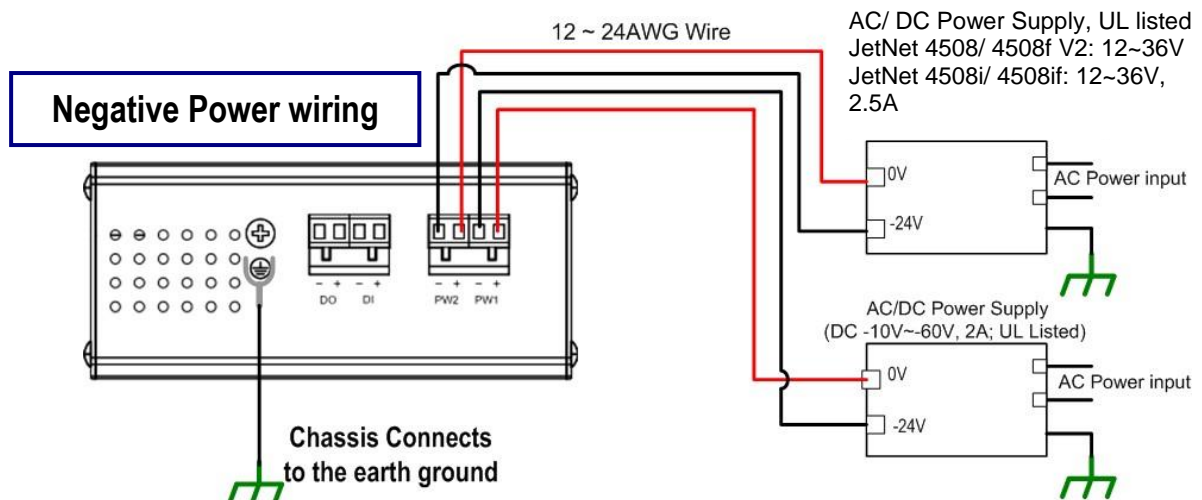 12 ~ 24AWG Wire
AC/ DC Power Supply, UL listed
JetNet 4508/ 4508f V2: 12~36V
JetNet 4508i/ 4508if: 12~36V,
2.5A
Negative Power wiring
0V
-24V
AC Power input
- + - +
DO DI
- + - +
PW2 PW1
AC/DC Power Supply
(DC -10V~-60V, 2A; UL Listed)
0V
-24V
AC Power input
Chassis Connects
to the earth ground